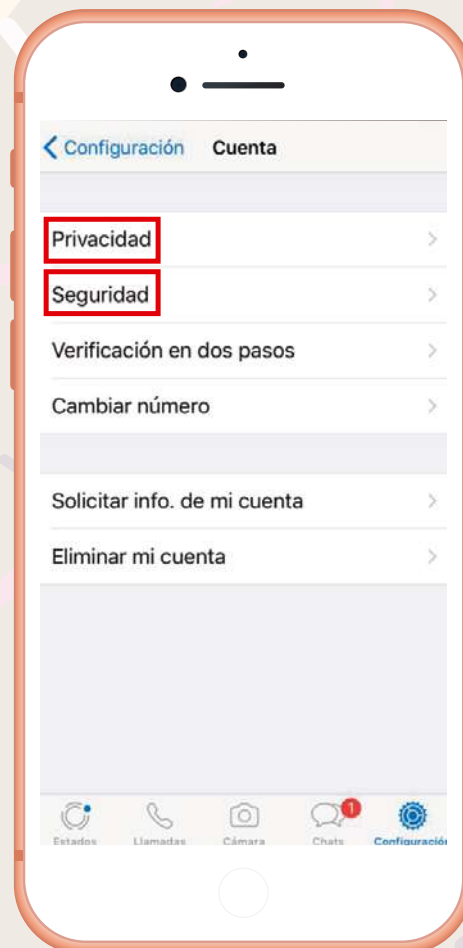 Configuración Cuenta
Privacidad
Seguridad
Verificación en dos pasos
Cambiar número
Solicitar info. de mi cuenta
Eliminar mi cuenta
1
Estados Llamadas Cámara Chats Configuración